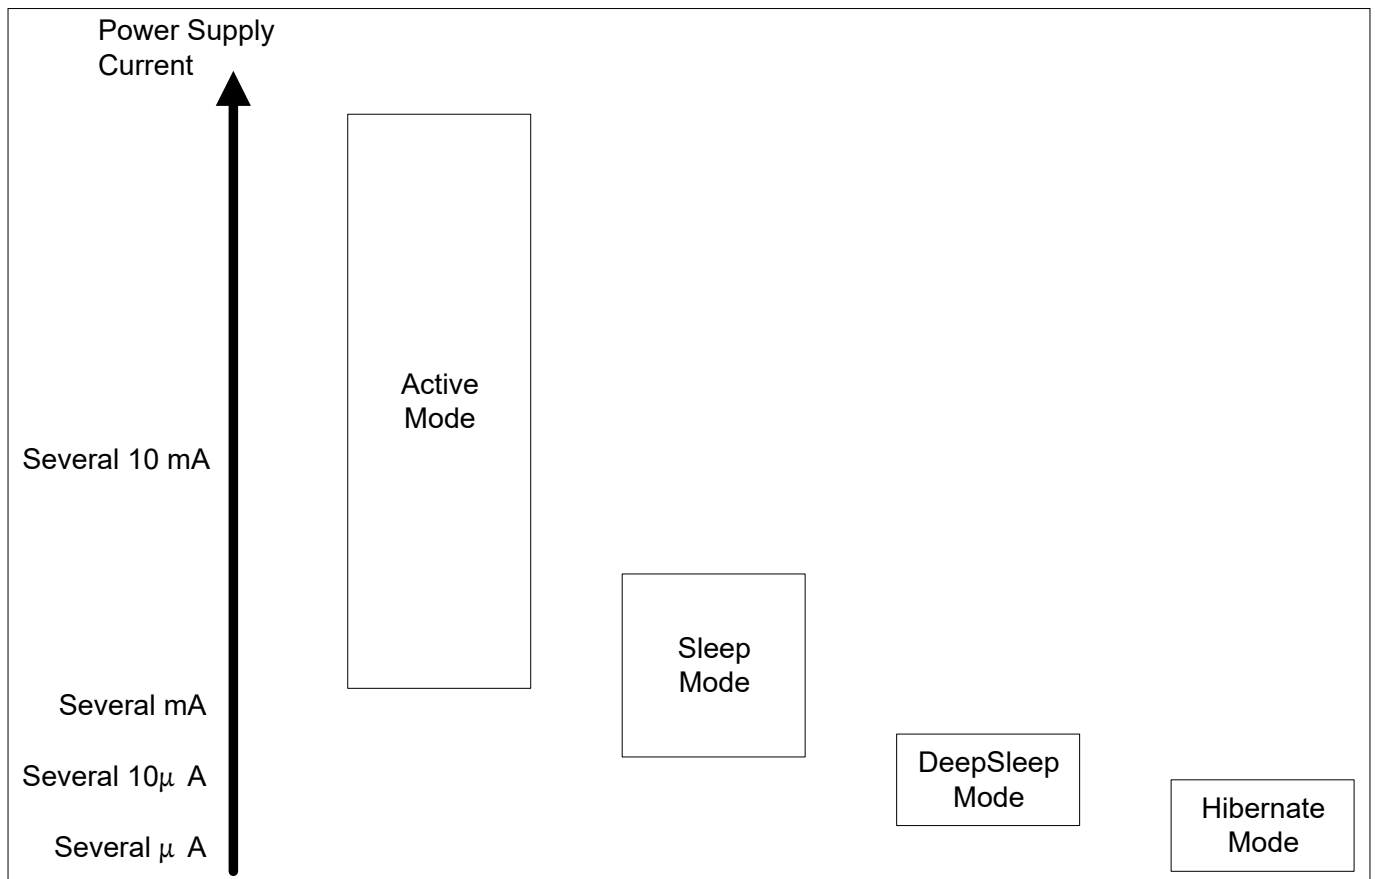 Power Supply
Current
Active
Mode
Several 10 mA
Sleep
Mode
Several mA
DeepSleep
Mode
Several 10μ A
Hibernate
Mode
Several μ A